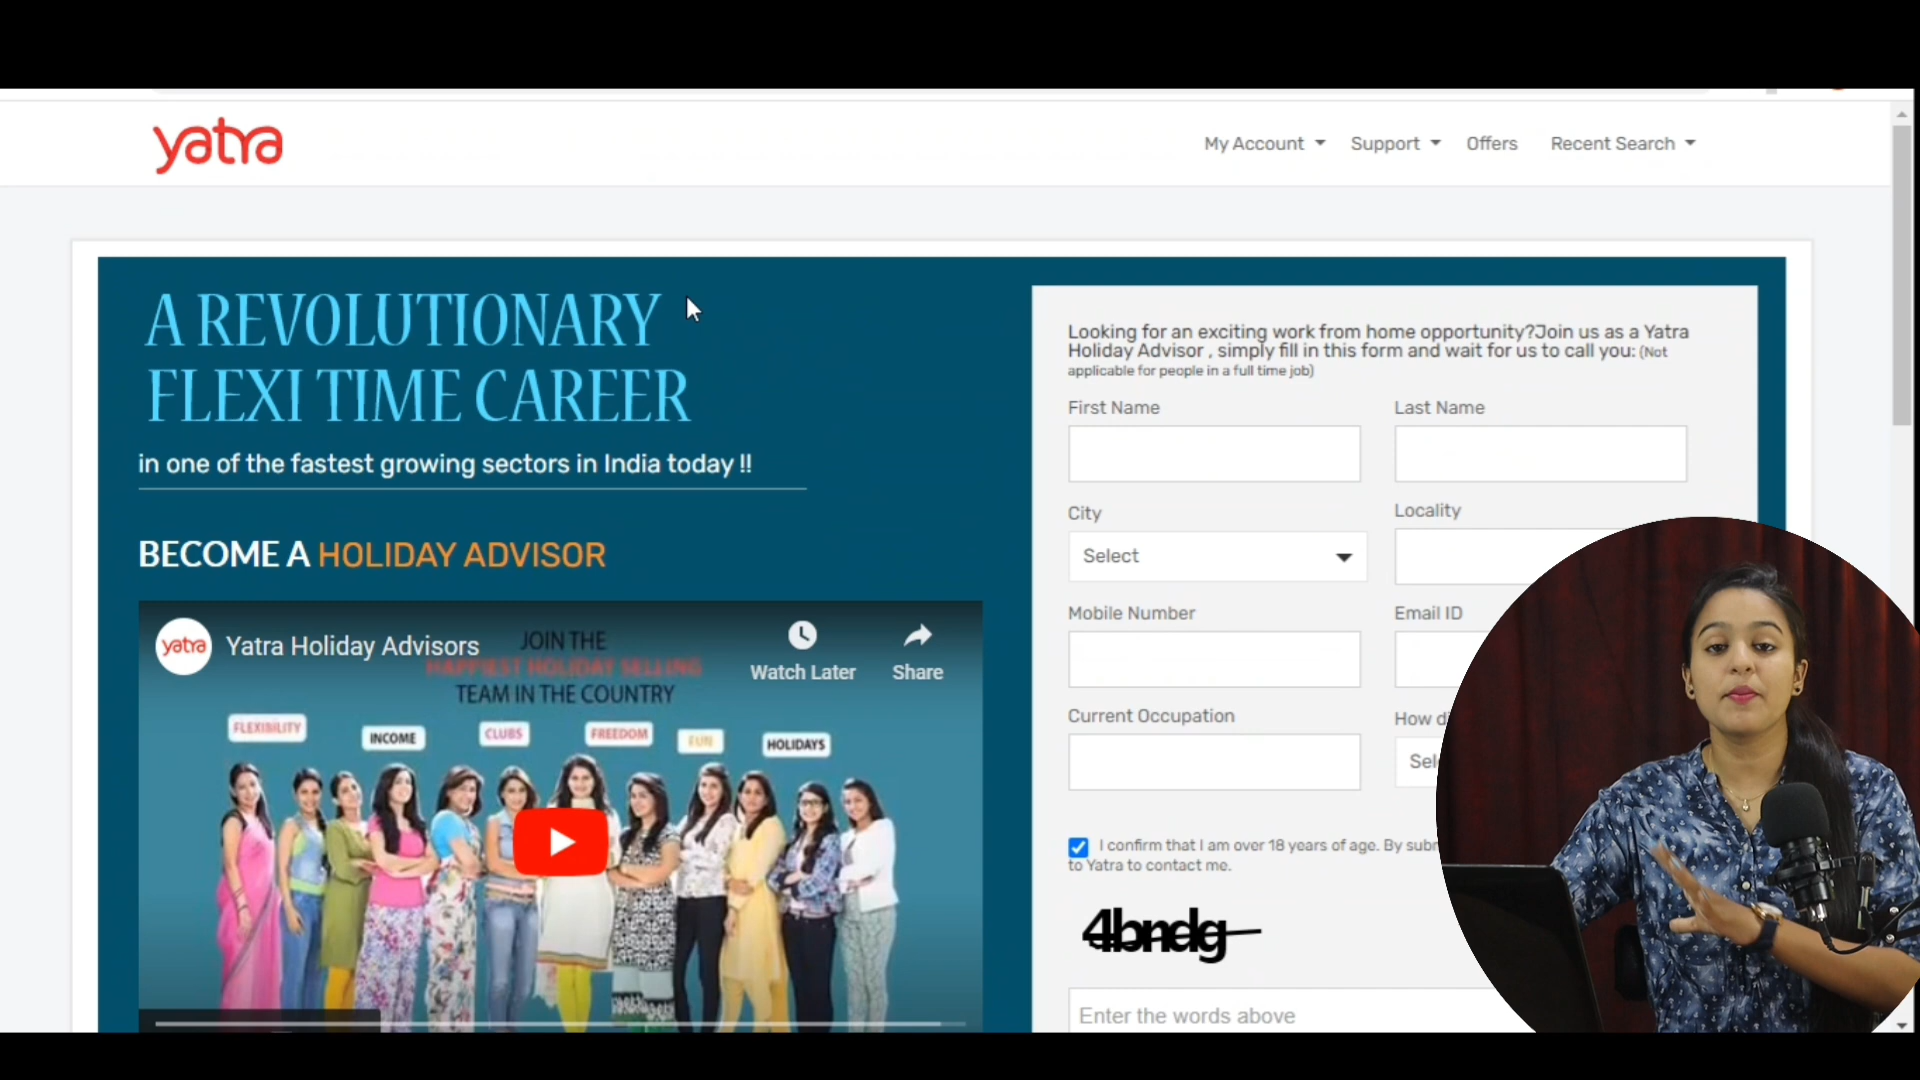 yatra
My Account
Support
Offers
Recent Search
A REVOLUTIONARY
FLEXI TIME CAREER
in one of the fastest growing sectors in India today !!
BECOME A HOLIDAY ADVISOR
yatra
Yatra Holiday Advisors
JOIN THE
HAPPIEST HOLIDAY SELLING
TEAM IN THE COUNTRY
Watch Later
Share
FLEXIBILITY
INCOME
CLUBS
FREEDOM
FUN
HOLIDAYS
Looking for an exciting work from home opportunity?Join us as a Yatra
Holiday Advisor , simply fill in this form and wait for us to call you: (Not
applicable for people in a full time job)
First Name
Last Name
City
Locality
Select
Mobile Number
Email ID
Current Occupation
How
I confirm that I am over 18 years of age. By
to Yatra to contact me.
4bndg
Enter the words above